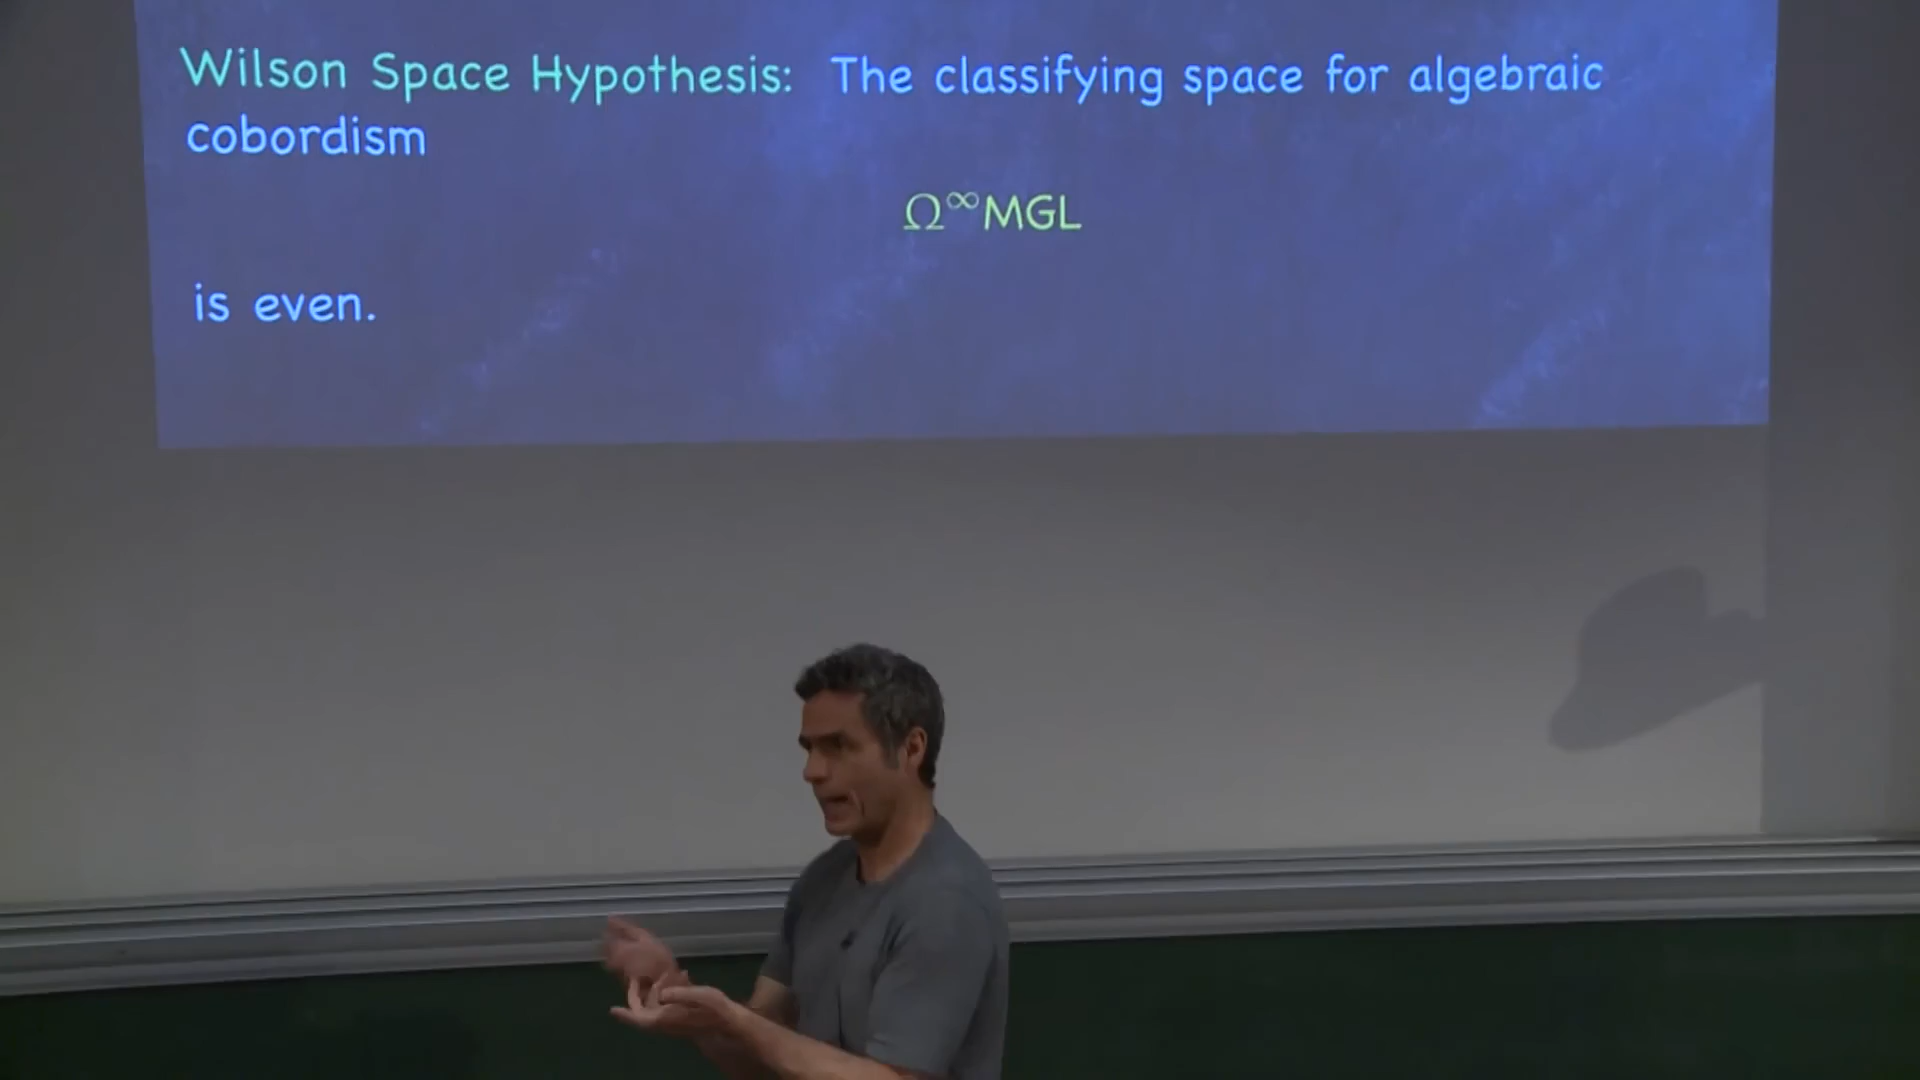 Wilson Space Hypothesis: The classifying space for algebraic
cobordism
Ω^∞MGL
is even.